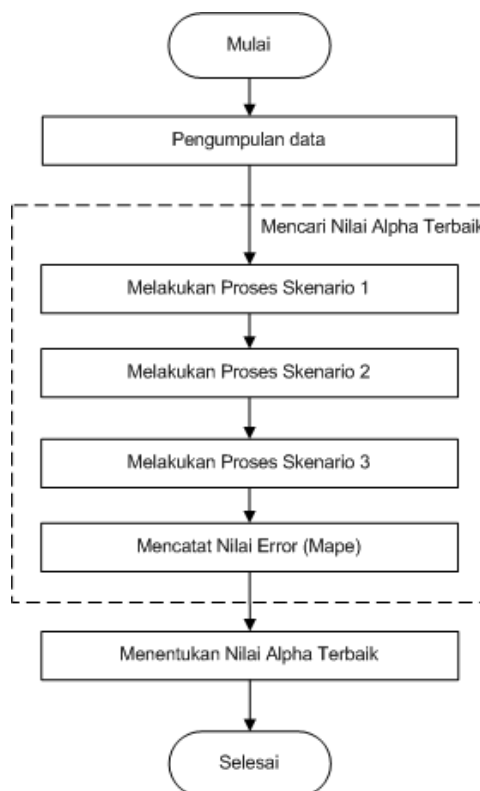 Mulai
Pengumpulan data
Mencari Nilai Alpha Terbaik
Melakukan Proses Skenario 1
Melakukan Proses Skenario 2
Melakukan Proses Skenario 3
Mencatat Nilai Error (Mape)
Menentukan Nilai Alpha Terbaik
Selesai